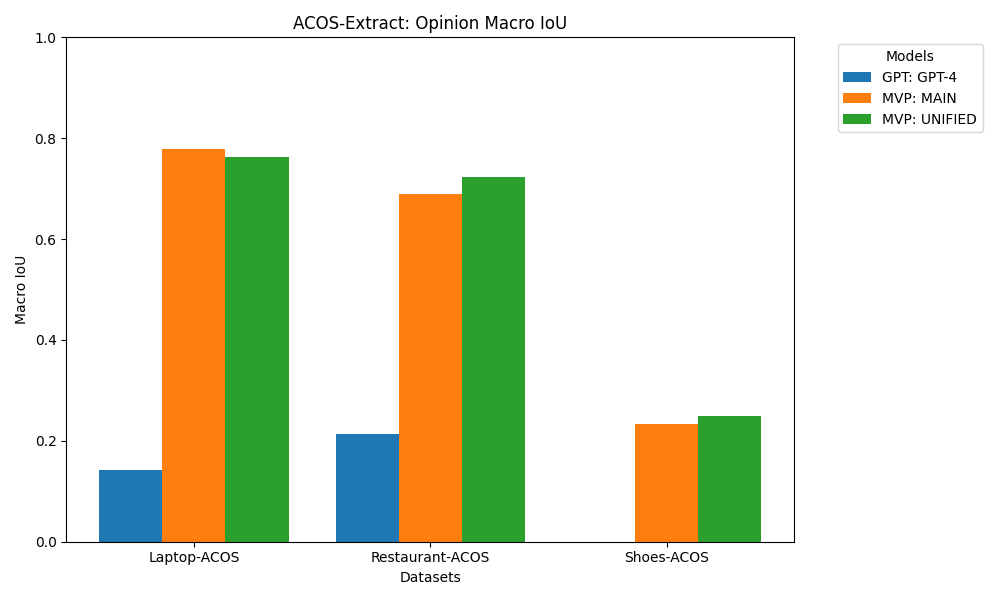 ACOS-Extract: Opinion Macro IoU
Models
GPT: GPT-4
MVP: MAIN
MVP: UNIFIED
Macro IoU
1.0
0.8
0.6
0.4
0.2
0.0
Laptop-ACOS
Restaurant-ACOS
Shoes-ACOS
Datasets